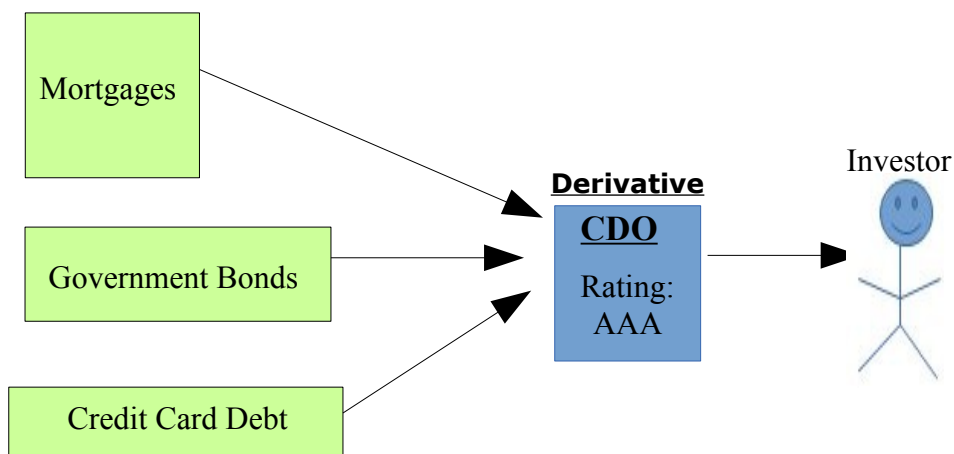 Mortgages
Government Bonds
Credit Card Debt
Derivative
CDO
Rating:
AAA
Investor